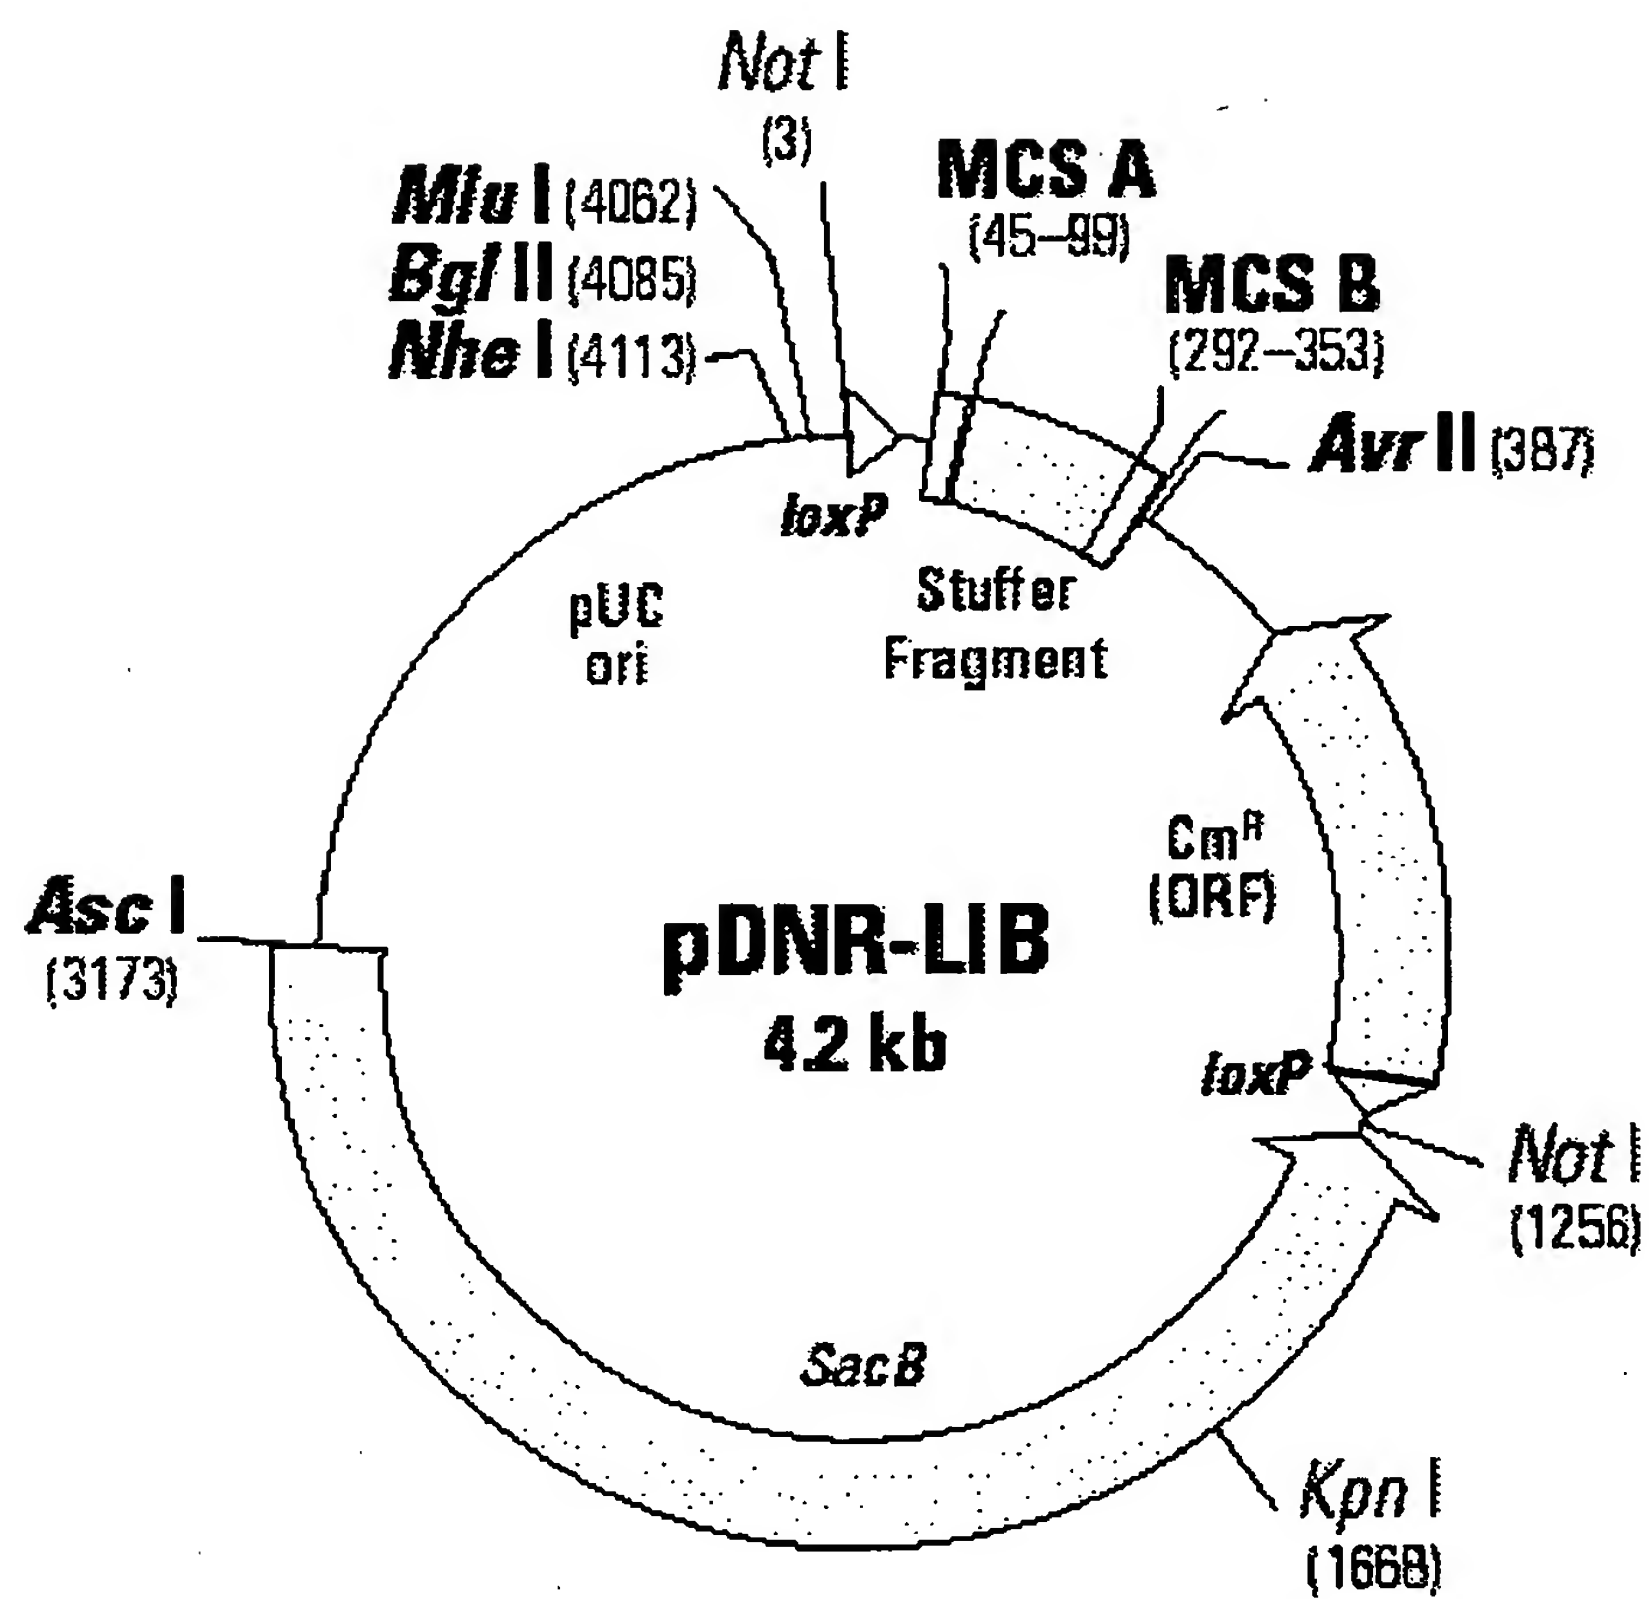 Not I
(3)
MCS A
(45–99)
Mlu I (4062)
Bgl II (4085)
Nhe I (4113)
MCS B
(292–353)
Avr II (387)
loxP
pUC
ori
Stuffer
Fragment
CmR
(ORF)
Asc I
(3173)
pDNR-LIB
4.2 kb
loxP
Not I
(1256)
SacB
Kpn I
(1668)